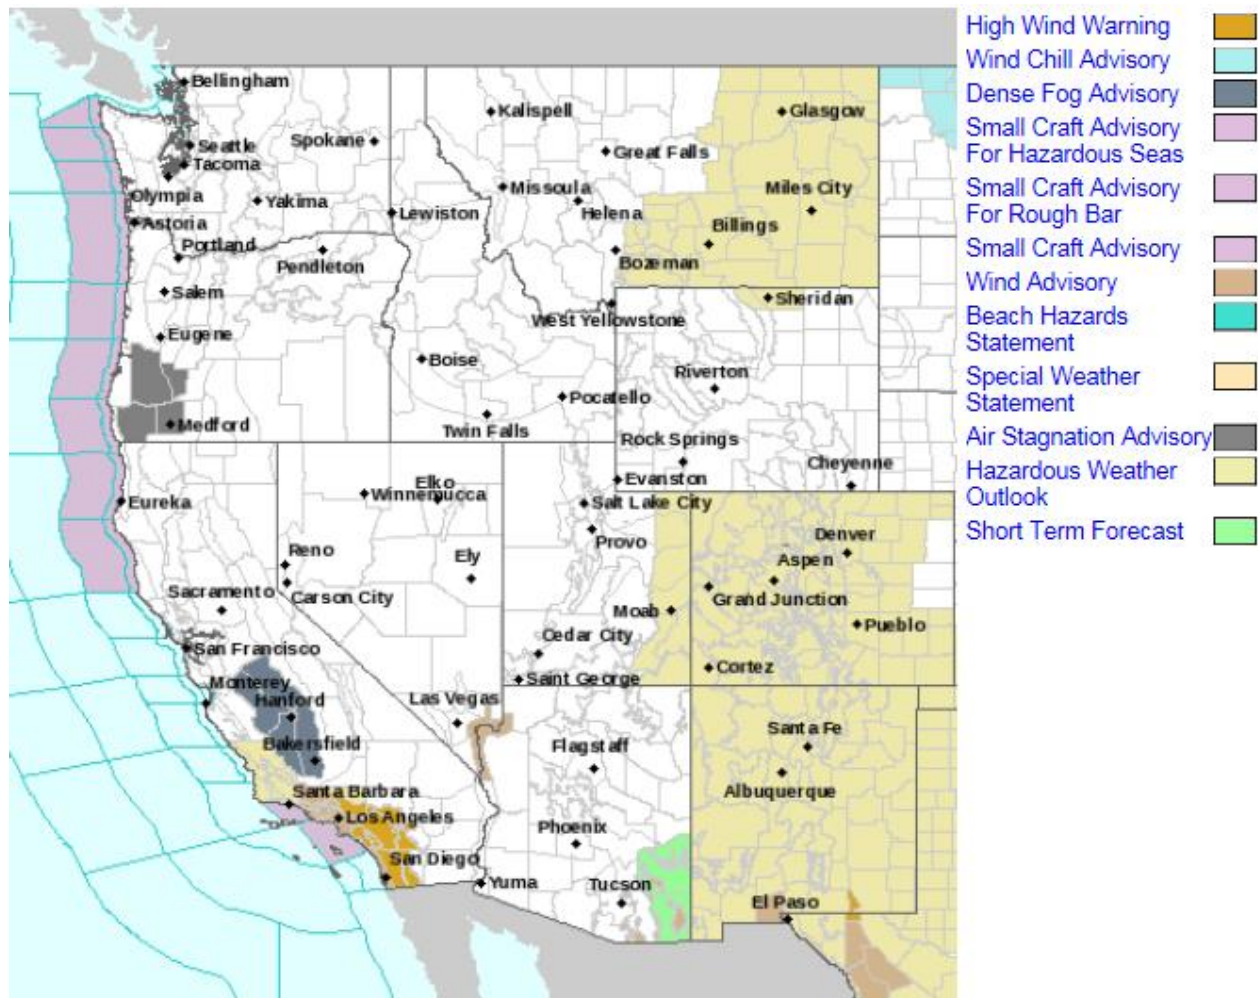 Bellingham
Kalispell
Glasgow
Spokane
Seattle
Great Falls
Tacoma
Missoula
Miles City
Olympia
Yakima
Lewiston
Helena
Astoria
Billings
Portland
Pendleton
Bozeman
Salem
Sheridan
West Yellowstone
Eugene
Boise
Riverton
Pocatello
Medford
Twin Falls
Rock Springs
Cheyenne
Evanston
Elko
Winnemucca
Eureka
Salt Lake City
Denver
Provo
Reno
Ely
Aspen
Sacramento
Carson City
Grand Junction
Moab
Pueblo
Cedar City
San Francisco
Cortez
Saint George
Monterey
Hanford
Las Vegas
Santa Fe
Bakersfield
Flagstaff
Albuquerque
Santa Barbara
Los Angeles
Phoenix
San Diego
Yuma
Tucson
El Paso
High Wind Warning
Wind Chill Advisory
Dense Fog Advisory
Small Craft Advisory
For Hazardous Seas
Small Craft Advisory
For Rough Bar
Small Craft Advisory
Wind Advisory
Beach Hazards
Statement
Special Weather
Statement
Air Stagnation Advisory
Hazardous Weather
Outlook
Short Term Forecast